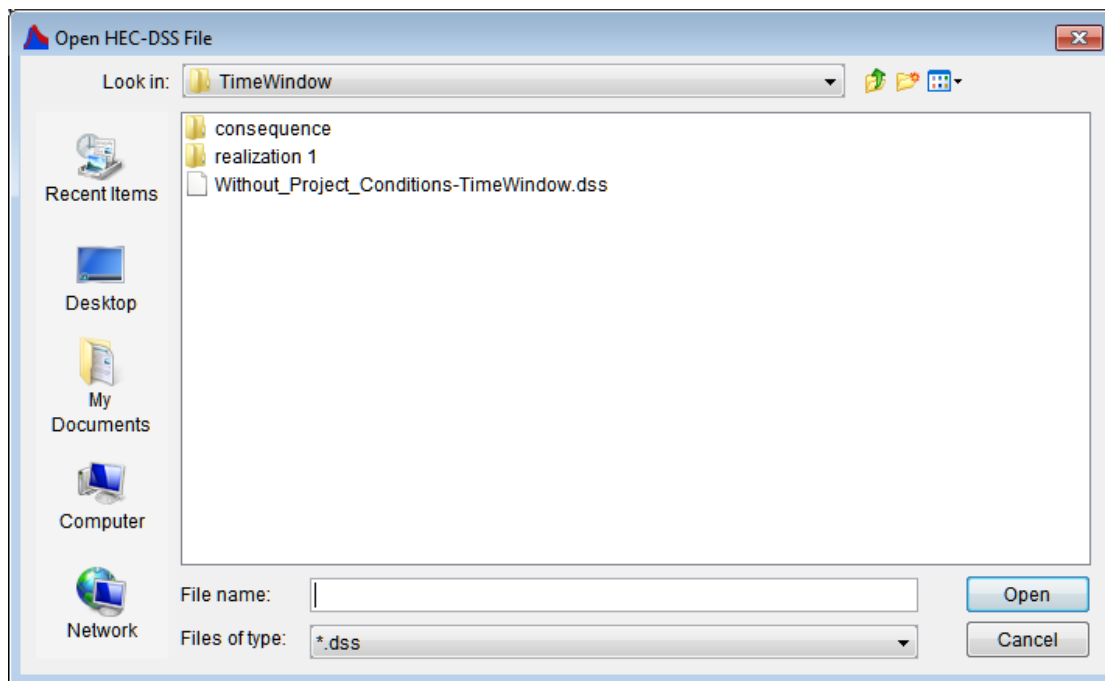 Open HEC-DSS File
Look in:
TimeWindow
consequence
realization 1
Without_Project_Conditions-TimeWindow.dss
Recent Items
Desktop
My
Documents
Computer
Network
File name:
Open
Files of type:
*.dss
Cancel